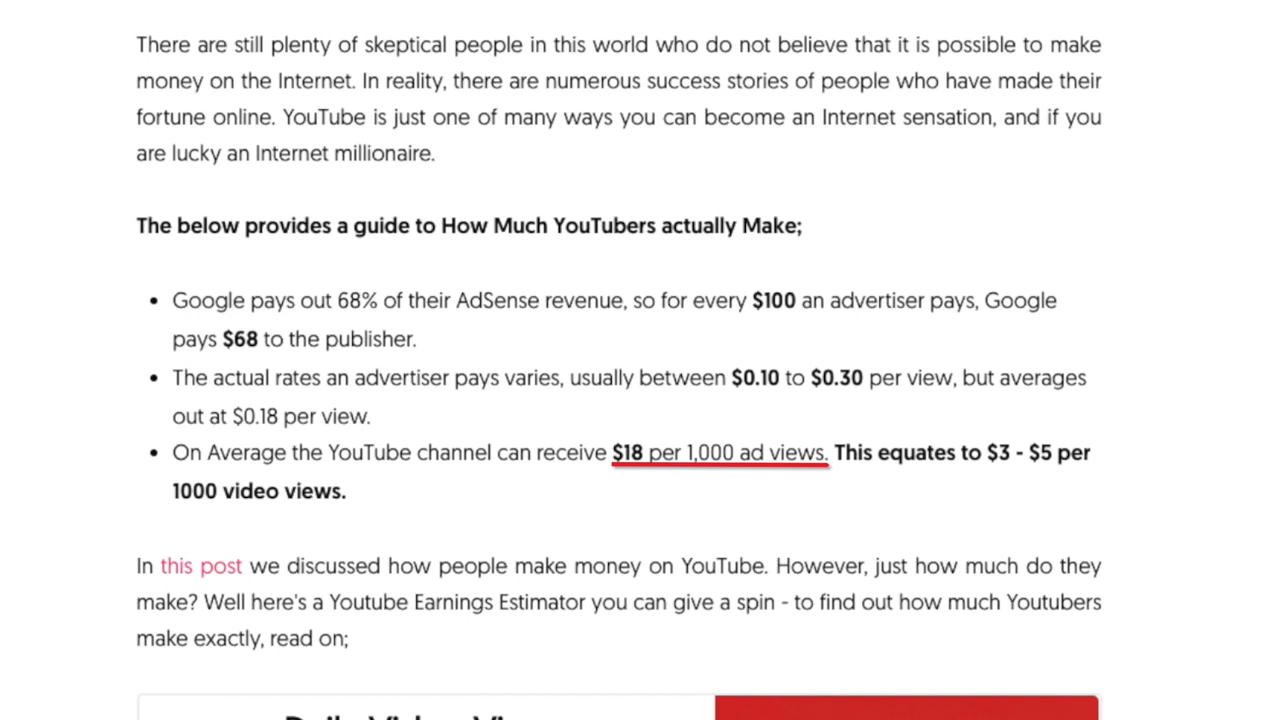 There are still plenty of skeptical people in this world who do not believe that it is possible to make
money on the Internet. In reality, there are numerous success stories of people who have made their
fortune online. YouTube is just one of many ways you can become an Internet sensation, and if you
are lucky an Internet millionaire.
The below provides a guide to How Much YouTubers actually Make;
• Google pays out 68% of their AdSense revenue, so for every $100 an advertiser pays, Google
pays $68 to the publisher.
• The actual rates an advertiser pays varies, usually between $0.10 to $0.30 per view, but averages
out at $0.18 per view.
• On Average the YouTube channel can receive $18 per 1,000 ad views. This equates to $3 - $5 per
1000 video views.
In this post we discussed how people make money on YouTube. However, just how much do they
make? Well here's a Youtube Earnings Estimator you can give a spin - to find out how much Youtubers
make exactly, read on;